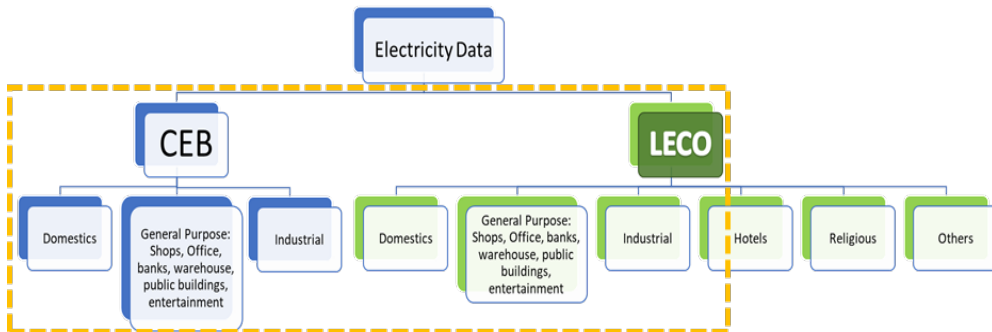 Electricity Data
CEB
LECO
Domestics
General Purpose:
Shops, Office,
banks, warehouse,
public buildings,
entertainment
Industrial
Domestics
General Purpose:
Shops, Office, banks,
warehouse, public
buildings,
entertainment
Industrial
Hotels
Religious
Others